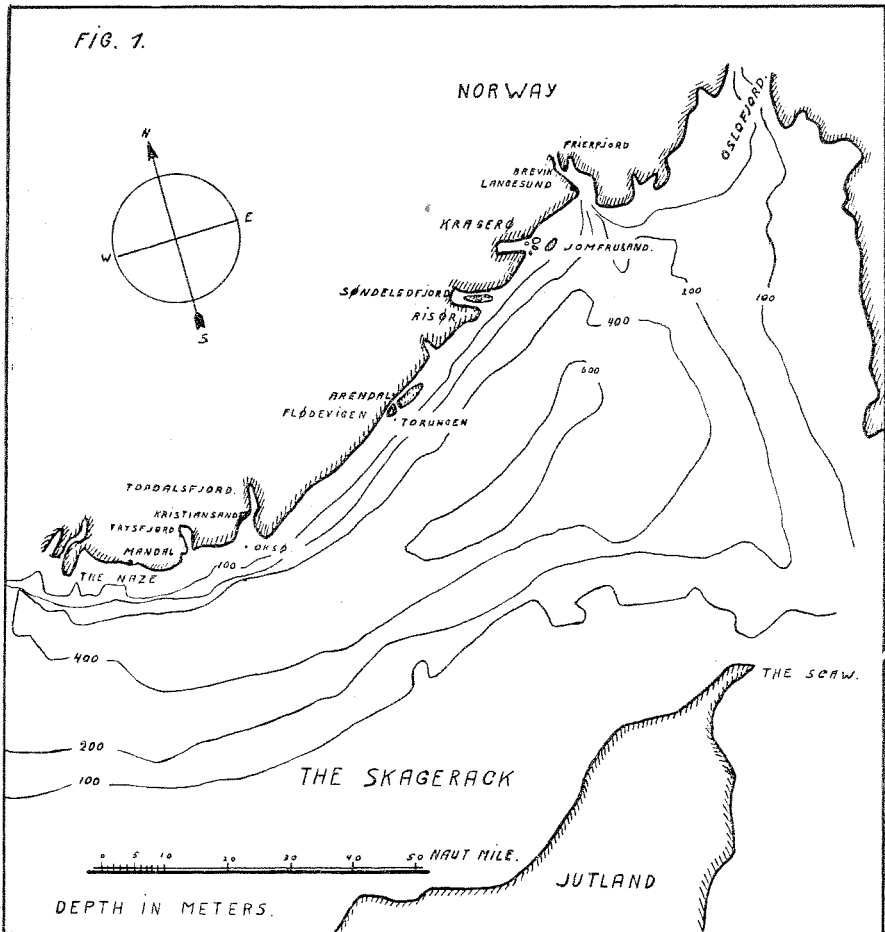 FIG. 1.
NORWAY
OSLOFJORD.
FRIERFJORD
BREVIK
LANGESUND
N
E
W
S
KRAGERØ
JOMFRULAND.
SØNDELEDFJORD
RISØR
200
100
400
600
ARENDAL
FLØDEVIGEN
TORUNGEN
TOPDALSFJORD.
KRISTIANSAND
TRYSFJORD
MANDAL
OKSØ
THE NAZE
100
400
THE SCAW.
200
100
THE SKAGERACK
0 5 10 20 30 40 50 NAUT MILE.
JUTLAND
DEPTH IN METERS.